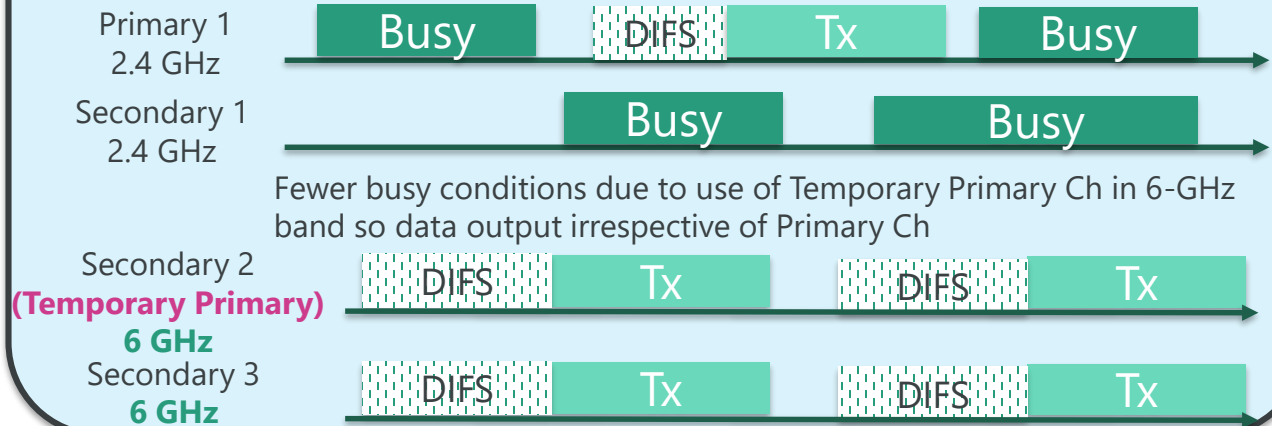 Primary 1
2.4 GHz
Busy
DIFS
Tx
Busy
Secondary 1
2.4 GHz
Busy
Busy
Fewer busy conditions due to use of Temporary Primary Ch in 6-GHz
band so data output irrespective of Primary Ch
Secondary 2
(Temporary Primary)
6 GHz
DIFS
Tx
DIFS
Tx
Secondary 3
6 GHz
DIFS
Tx
DIFS
Tx